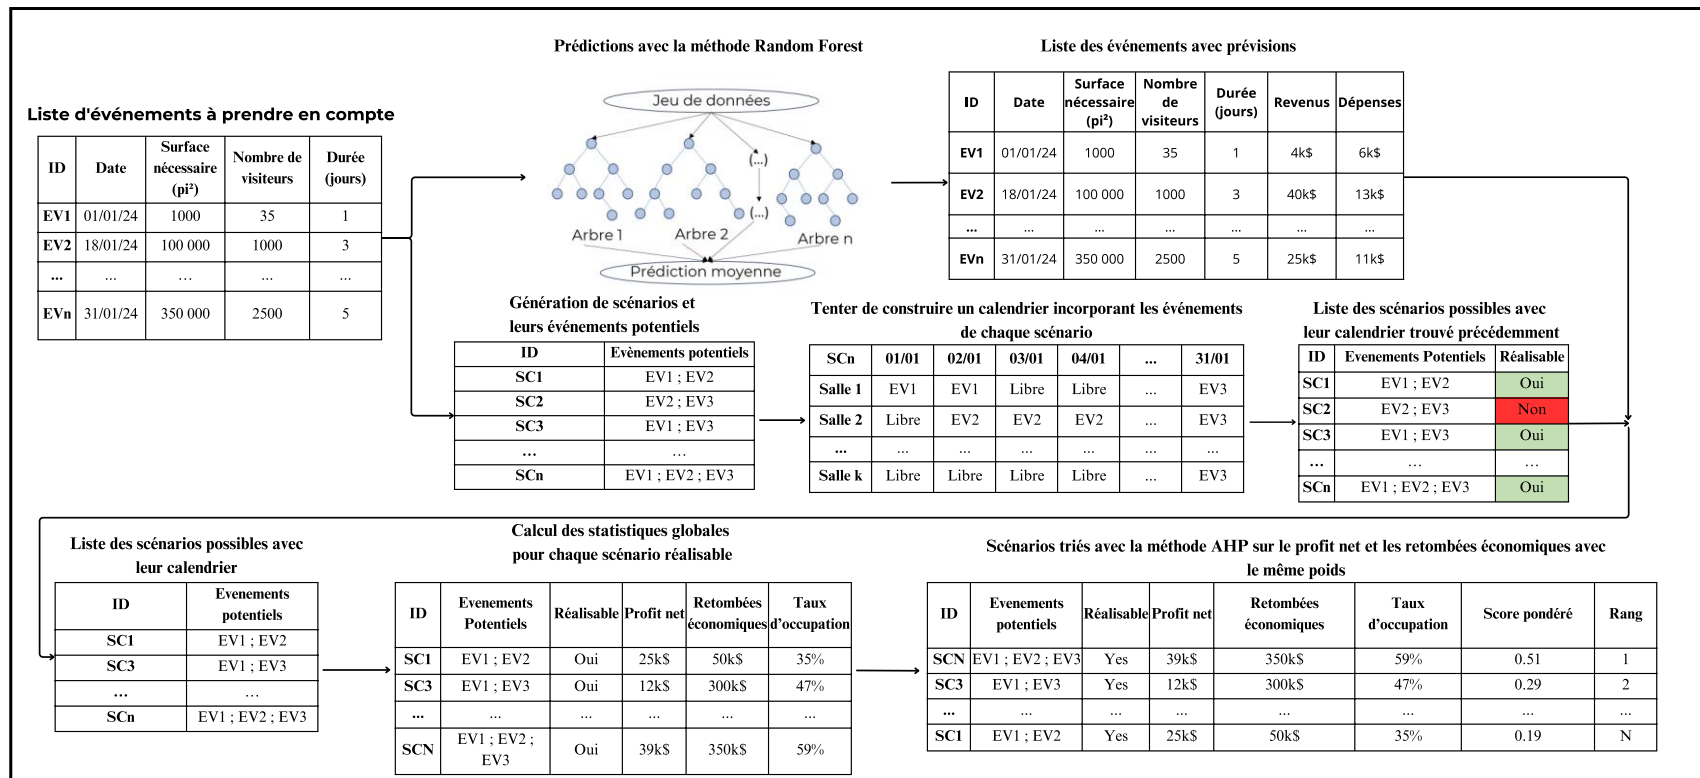 Prédictions avec la méthode Random Forest
Liste des événements avec prévisions
Liste d'événements à prendre en compte
ID Date Surface nécessaire (pi²) Nombre de visiteurs Durée (jours)
EV1 01/01/24 1000 35 1
EV2 18/01/24 100 000 1000 3
... ... ... ... ...
EVn 31/01/24 350 000 2500 5
Jeu de données
(...)
(...)
Arbre 1 Arbre 2 Arbre n
Prédiction moyenne
ID Date Surface nécessaire (pi²) Nombre de visiteurs Durée (jours) Revenus Dépenses
EV1 01/01/24 1000 35 1 4k$ 6k$
EV2 18/01/24 100 000 1000 3 40k$ 13k$
... ... ... ... ... ... ...
EVn 31/01/24 350 000 2500 5 25k$ 11k$
Génération de scénarios et
leurs événements potentiels
ID Evènements potentiels
SC1 EV1 ; EV2
SC2 EV2 ; EV3
SC3 EV1 ; EV3
... ...
SCn EV1 ; EV2 ; EV3
Tenter de construire un calendrier incorporant les événements
de chaque scénario
SCn 01/01 02/01 03/01 04/01 ... 31/01
Salle 1 EV1 EV1 Libre Libre ... EV3
Salle 2 Libre EV2 EV2 EV2 ... EV3
... ... ... ... ... ... ...
Salle k Libre Libre Libre Libre ... EV3
Liste des scénarios possibles avec
leur calendrier trouvé précédemment
ID Evenements Potentiels Réalisable
SC1 EV1 ; EV2 Oui
SC2 EV2 ; EV3 Non
SC3 EV1 ; EV3 Oui
... ... ...
SCn EV1 ; EV2 ; EV3 Oui
Liste des scénarios possibles avec
leur calendrier
ID Evenements potentiels
SC1 EV1 ; EV2
SC3 EV1 ; EV3
... ...
SCn EV1 ; EV2 ; EV3
Calcul des statistiques globales
pour chaque scénario réalisable
ID Evenements Potentiels Réalisable Profit net Retombées économiques Taux d'occupation
SC1 EV1 ; EV2 Oui 25k$ 50k$ 35%
SC3 EV1 ; EV3 Oui 12k$ 300k$ 47%
... ... ... ... ... ...
SCN EV1 ; EV2 ; EV3 Oui 39k$ 350k$ 59%
Scénarios triés avec la méthode AHP sur le profit net et les retombées économiques avec
le même poids
ID Evenements potentiels Réalisable Profit net Retombées économiques Taux d'occupation Score pondéré Rang
SCN EV1 ; EV2 ; EV3 Yes 39k$ 350k$ 59% 0.51 1
SC3 EV1 ; EV3 Yes 12k$ 300k$ 47% 0.29 2
... ... ... ... ... ... ... ...
SC1 EV1 ; EV2 Yes 25k$ 50k$ 35% 0.19 N